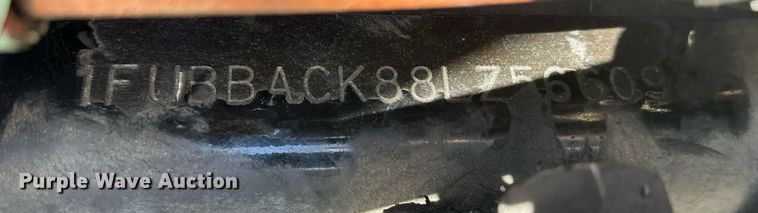 1FUBBACK88LZ56609
Purple Wave Auction